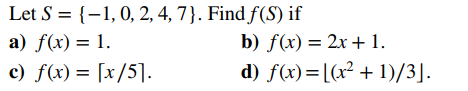 Let S = {−1, 0, 2, 4, 7}. Find f(S) if
a) f(x) = 1. b) f(x) = 2x + 1.
c) f(x) = ⌈x/5⌉. d) f(x) = ⌊(x² + 1)/3⌋.